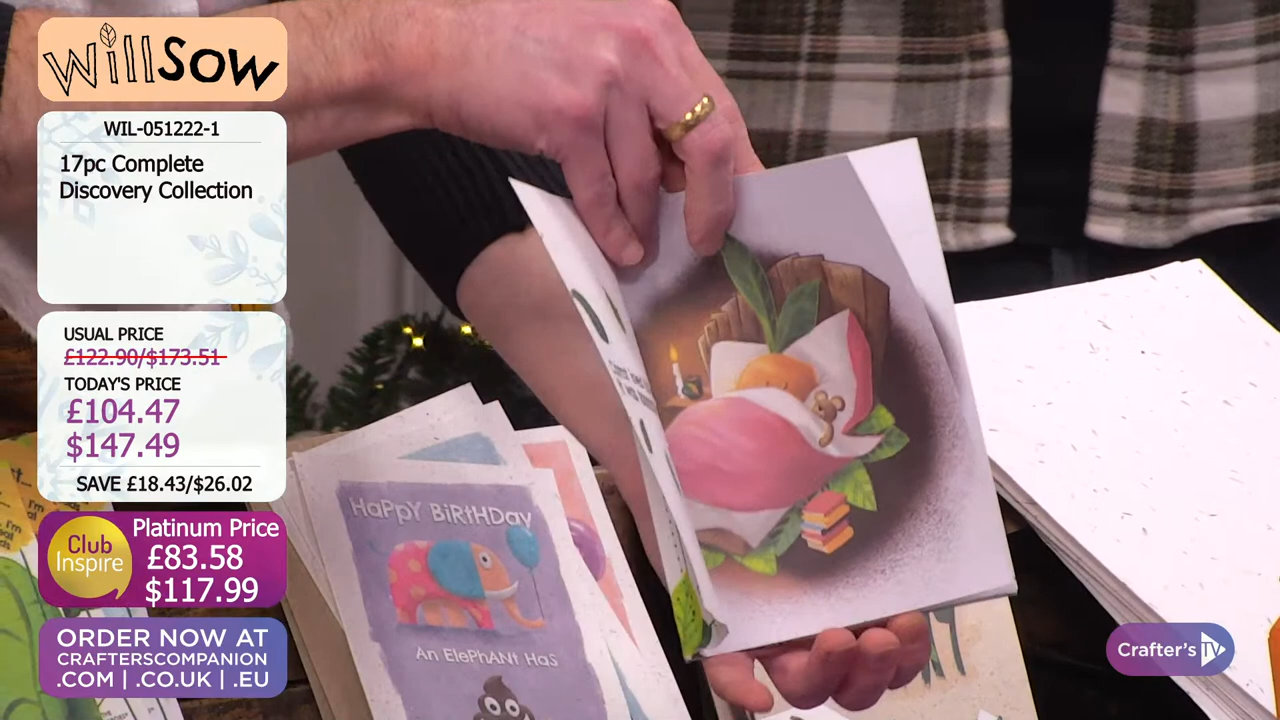 willsow
WIL-051222-1
17pc Complete
Discovery Collection
USUAL PRICE
£122.90/$173.51
TODAY'S PRICE
£104.47
$147.49
SAVE £18.43/$26.02
Club
Inspire
Platinum Price
£83.58
$117.99
ORDER NOW AT
CRAFTERSCOMPANION
.COM | .CO.UK | .EU
HaPPY BiRtHDay
An ElePhANt HaS
Crafter's TV
I'm